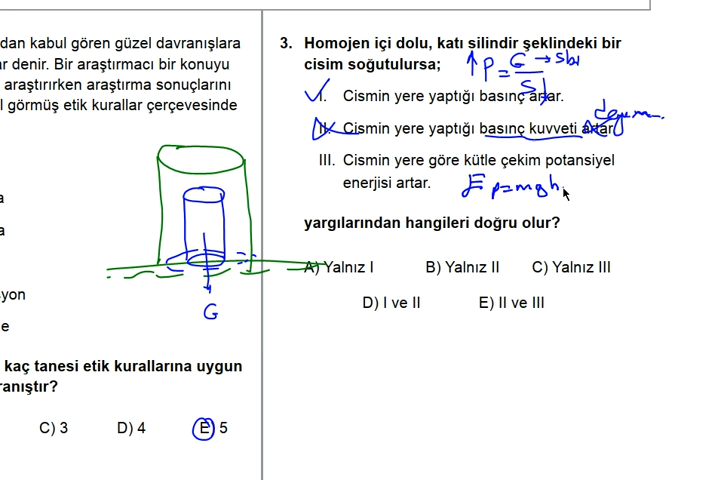 dan kabul gören güzel davranışlara
ar denir. Bir araştırmacı bir konuyu
araştırırken araştırma sonuçlarını
l görmüş etik kurallar çerçevesinde
a
a
syon
e
kaç tanesi etik kurallarına uygun
ranıştır?
C) 3 D) 4 E) 5
G
3. Homojen içi dolu, katı silindir şeklindeki bir
cisim soğutulursa;
↑P = G → sbt
S↓
I. Cismin yere yaptığı basınç artar.
II. Cismin yere yaptığı basınç kuvveti artar.
III. Cismin yere göre kütle çekim potansiyel
enerjisi artar.
Ep=mgh
yargılarından hangileri doğru olur?
A) Yalnız I B) Yalnız II C) Yalnız III
D) I ve II E) II ve III